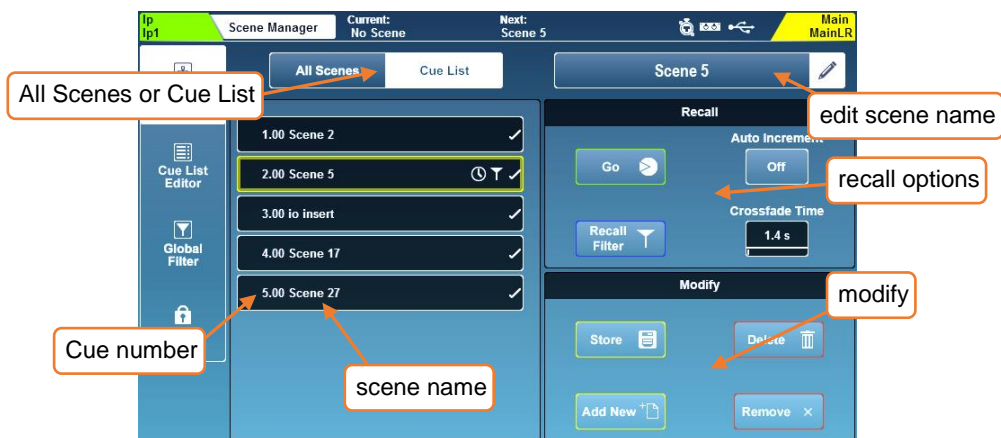 Ip
Ip1
Scene Manager
Current:
No Scene
Next:
Scene 5
Main
MainLR
All Scenes
Cue List
Scene 5
All Scenes or Cue List
edit scene name
Recall
Auto Increment
1.00 Scene 2
Cue List
Editor
2.00 Scene 5
Go
Off
recall options
3.00 io insert
Crossfade Time
Recall
Filter
1.4 s
Global
Filter
4.00 Scene 17
Modify
5.00 Scene 27
modify
Store
Delete
Cue number
scene name
Add New
Remove